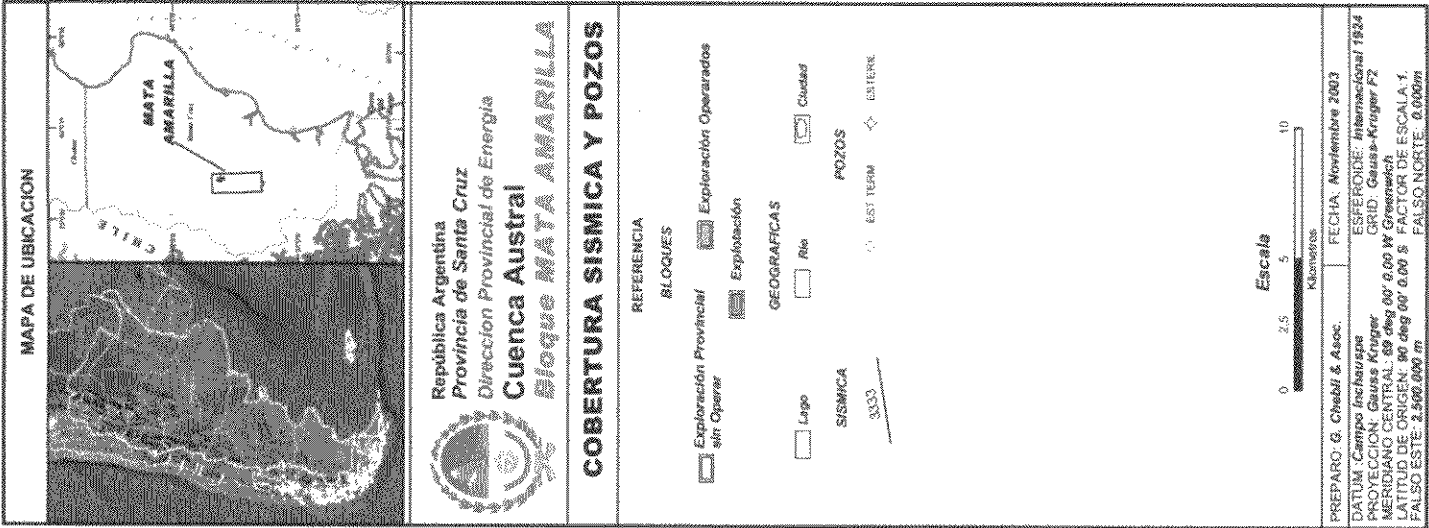 MAPA DE UBICACION
CHILE
MATA
AMARILLA
República Argentina
Provincia de Santa Cruz
Direccion Provincial de Energia
Cuenca Austral
Bloque MATA AMARILLA
COBERTURA SISMICA Y POZOS
REFERENCIA
BLOQUES
Exploración Provincial
sin Operar
Exploración Operarados
Explotación
GEOGRAFICAS
Lago
Rio
Ciudad
SISMICA
POZOS
3333
EST TERM
Escala
0 2.5 5 10
Kilometros
PREPARO: G. Chebli & Asoc.
FECHA: Noviembre 2003
DATUM: Campo Inchauspe
ESFEROIDE: Internacional 1924
PROYECCION: Gauss Kruger
GRID: Gauss-Kruger F2
MERIDIANO CENTRAL: 69 deg 00' 0.00 W Greenwich
LATITUD DE ORIGEN: 90 deg 00' 0.00 S FACTOR DE ESCALA: 1.
FALSO ESTE: 2.500.000 m
FALSO NORTE: 0.000m